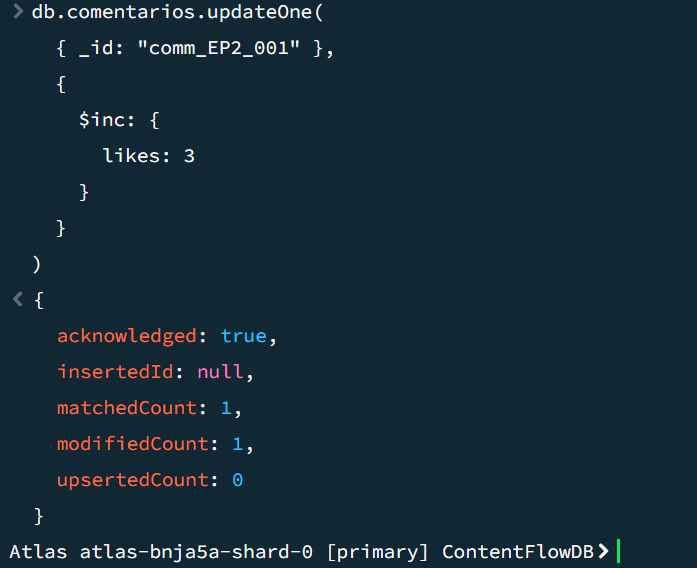 > db.comentarios.updateOne(
{ _id: "comm_EP2_001" },
{
$inc: {
likes: 3
}
}
)
< {
acknowledged: true,
insertedId: null,
matchedCount: 1,
modifiedCount: 1,
upsertedCount: 0
}
Atlas atlas-bnja5a-shard-0 [primary] ContentFlowDB>